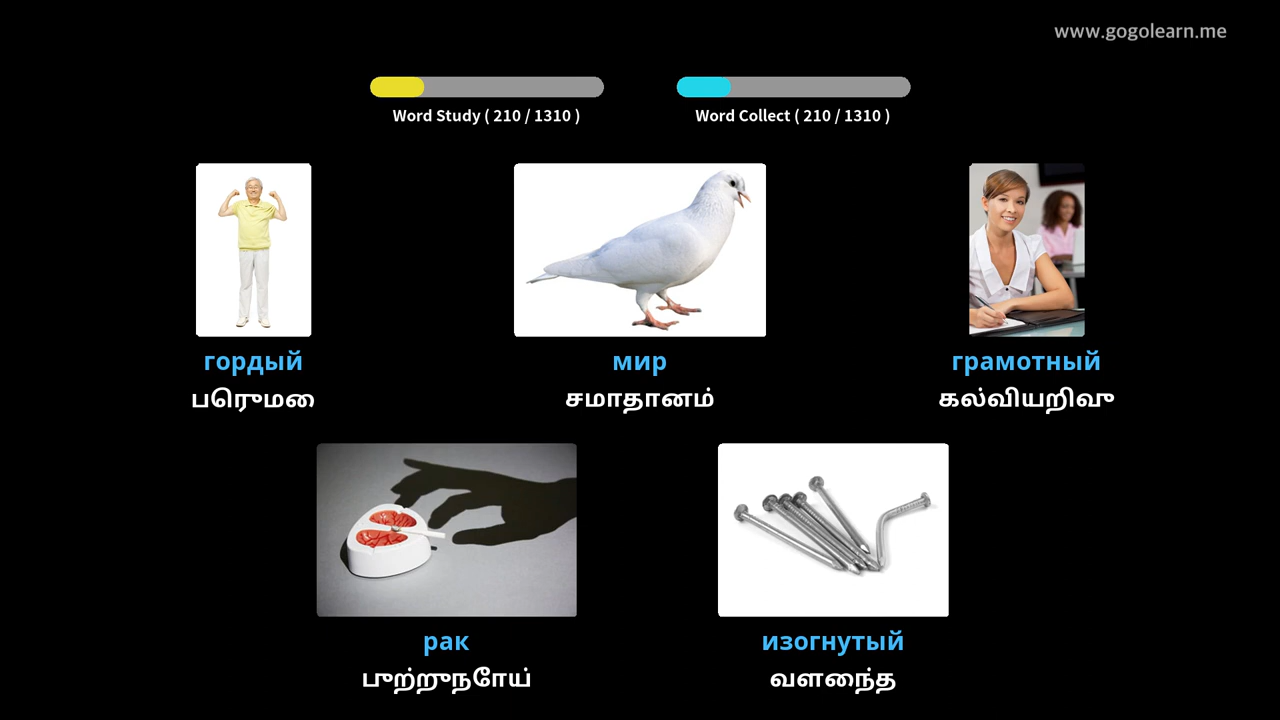 www.gogolearn.me
Word Study ( 210 / 1310 )
Word Collect ( 210 / 1310 )
гордый
பெருமை
мир
சமாதானம்
грамотный
கல்வியறிவு
рак
புற்றுநோய்
изогнутый
வளைந்த